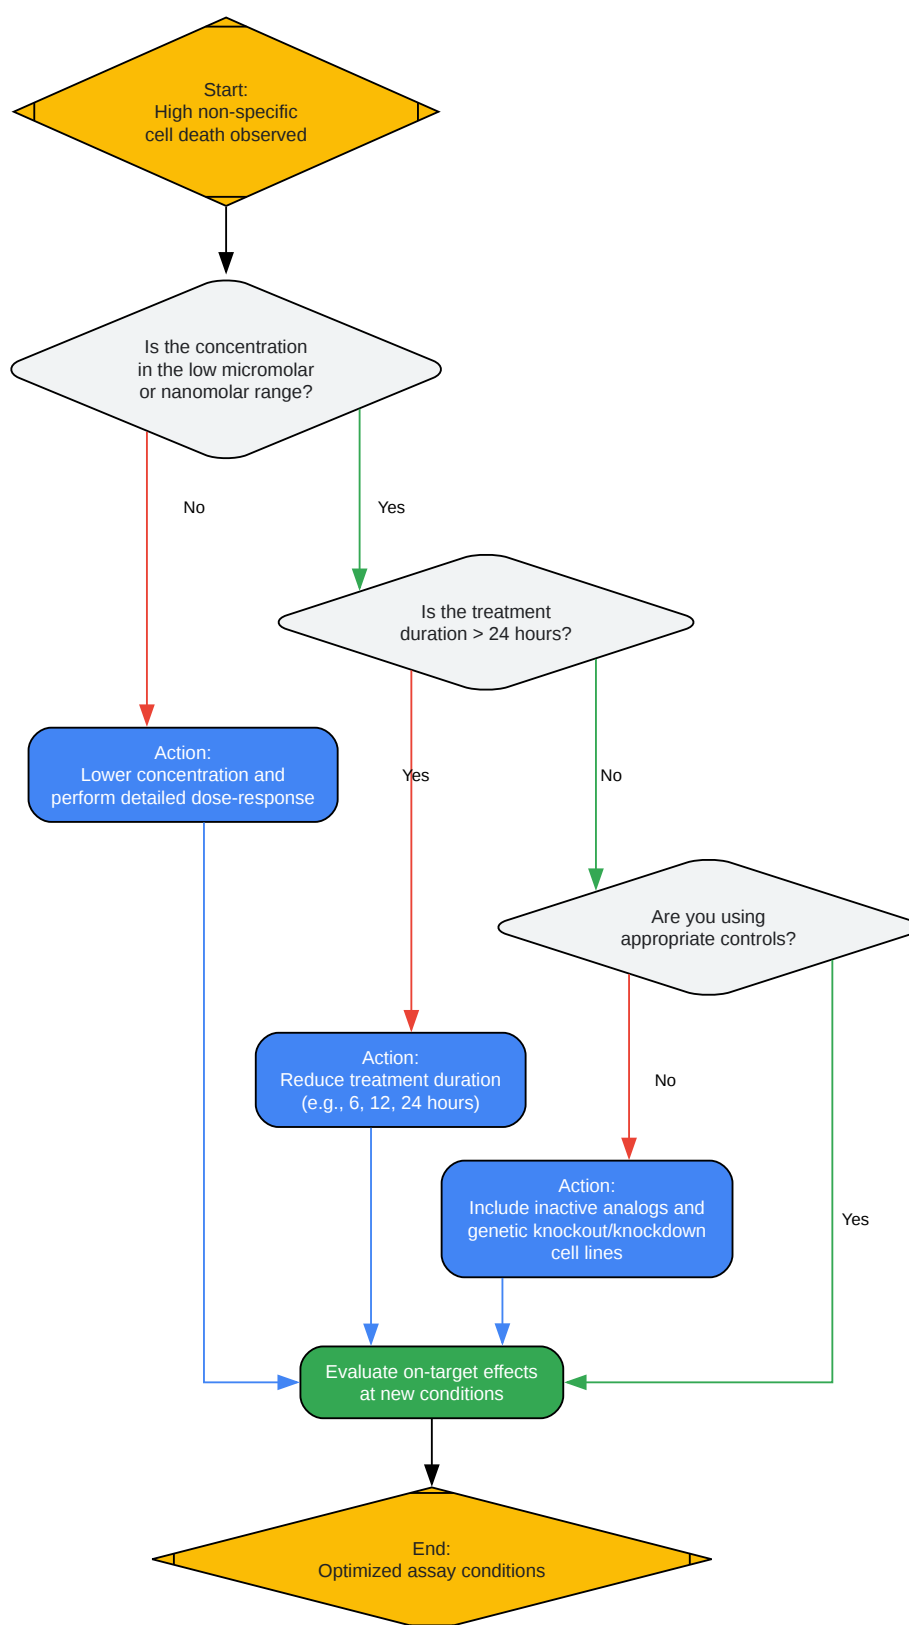 Start:
High non-specific
cell death observed
Is the concentration
in the low micromolar
or nanomolar range?
No
Yes
Is the treatment
duration > 24 hours?
Action:
Lower concentration and
perform detailed dose-response
Yes
No
Are you using
appropriate controls?
Action:
Reduce treatment duration
(e.g., 6, 12, 24 hours)
No
Action:
Include inactive analogs and
genetic knockout/knockdown
cell lines
Yes
Evaluate on-target effects
at new conditions
End:
Optimized assay conditions